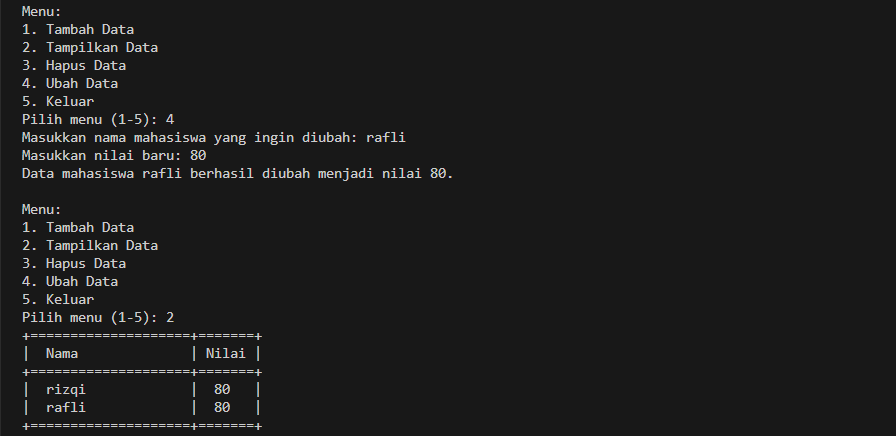 Menu:
1. Tambah Data
2. Tampilkan Data
3. Hapus Data
4. Ubah Data
5. Keluar
Pilih menu (1-5): 4
Masukkan nama mahasiswa yang ingin diubah: rafli
Masukkan nilai baru: 80
Data mahasiswa rafli berhasil diubah menjadi nilai 80.

Menu:
1. Tambah Data
2. Tampilkan Data
3. Hapus Data
4. Ubah Data
5. Keluar
Pilih menu (1-5): 2
+====================+=======+
|  Nama              | Nilai |
+====================+=======+
|  rizqi             |  80   |
|  rafli             |  80   |
+====================+=======+